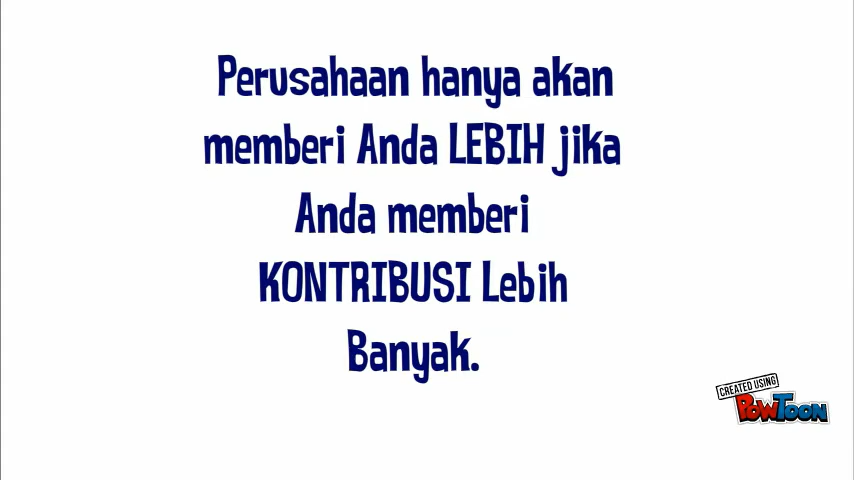 Perusahaan hanya akan
memberi Anda LEBIH jika
Anda memberi
KONTRIBUSI Lebih
Banyak.
CREATED USING
POWTOON